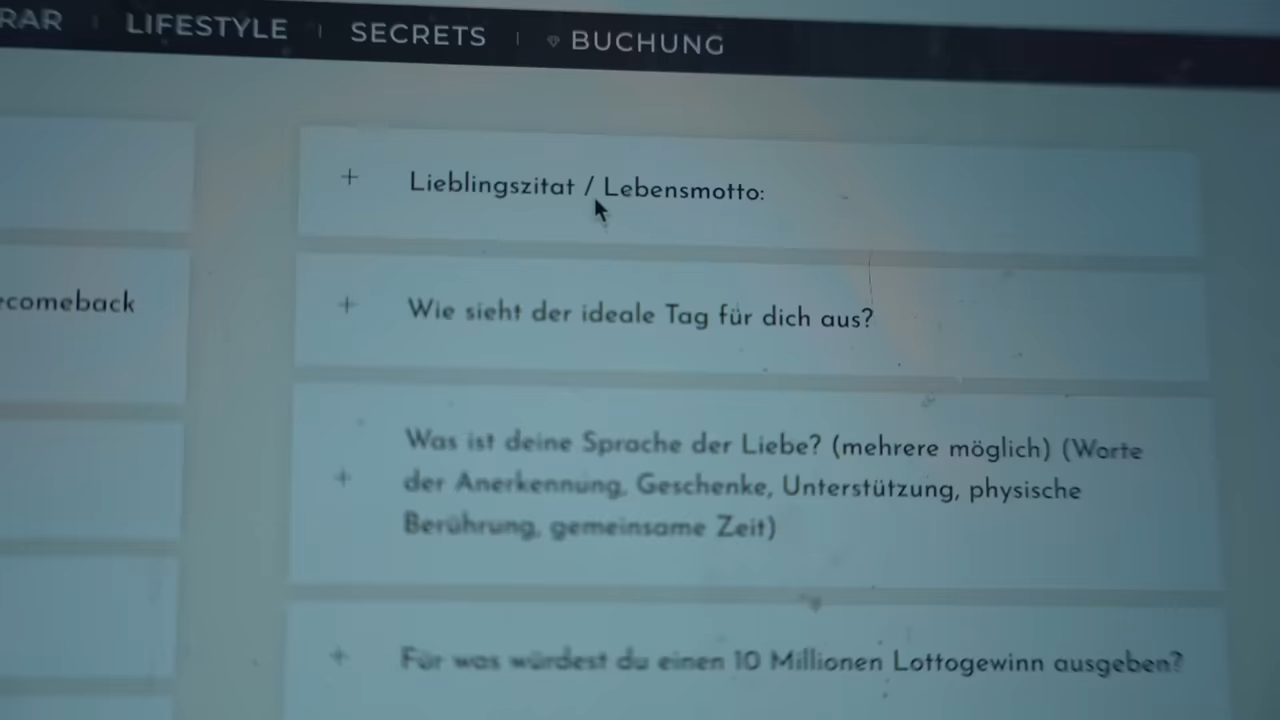 RAR LIFESTYLE SECRETS BUCHUNG
Lieblingszitat / Lebensmotto:
comeback
Wie sieht der ideale Tag für dich aus?
Was ist deine Sprache der Liebe? (mehrere möglich) (Worte
der Anerkennung, Geschenke, Unterstützung, physische
Berührung, gemeinsame Zeit)
Für was würdest du einen 10 Millionen Lottogewinn ausgeben?